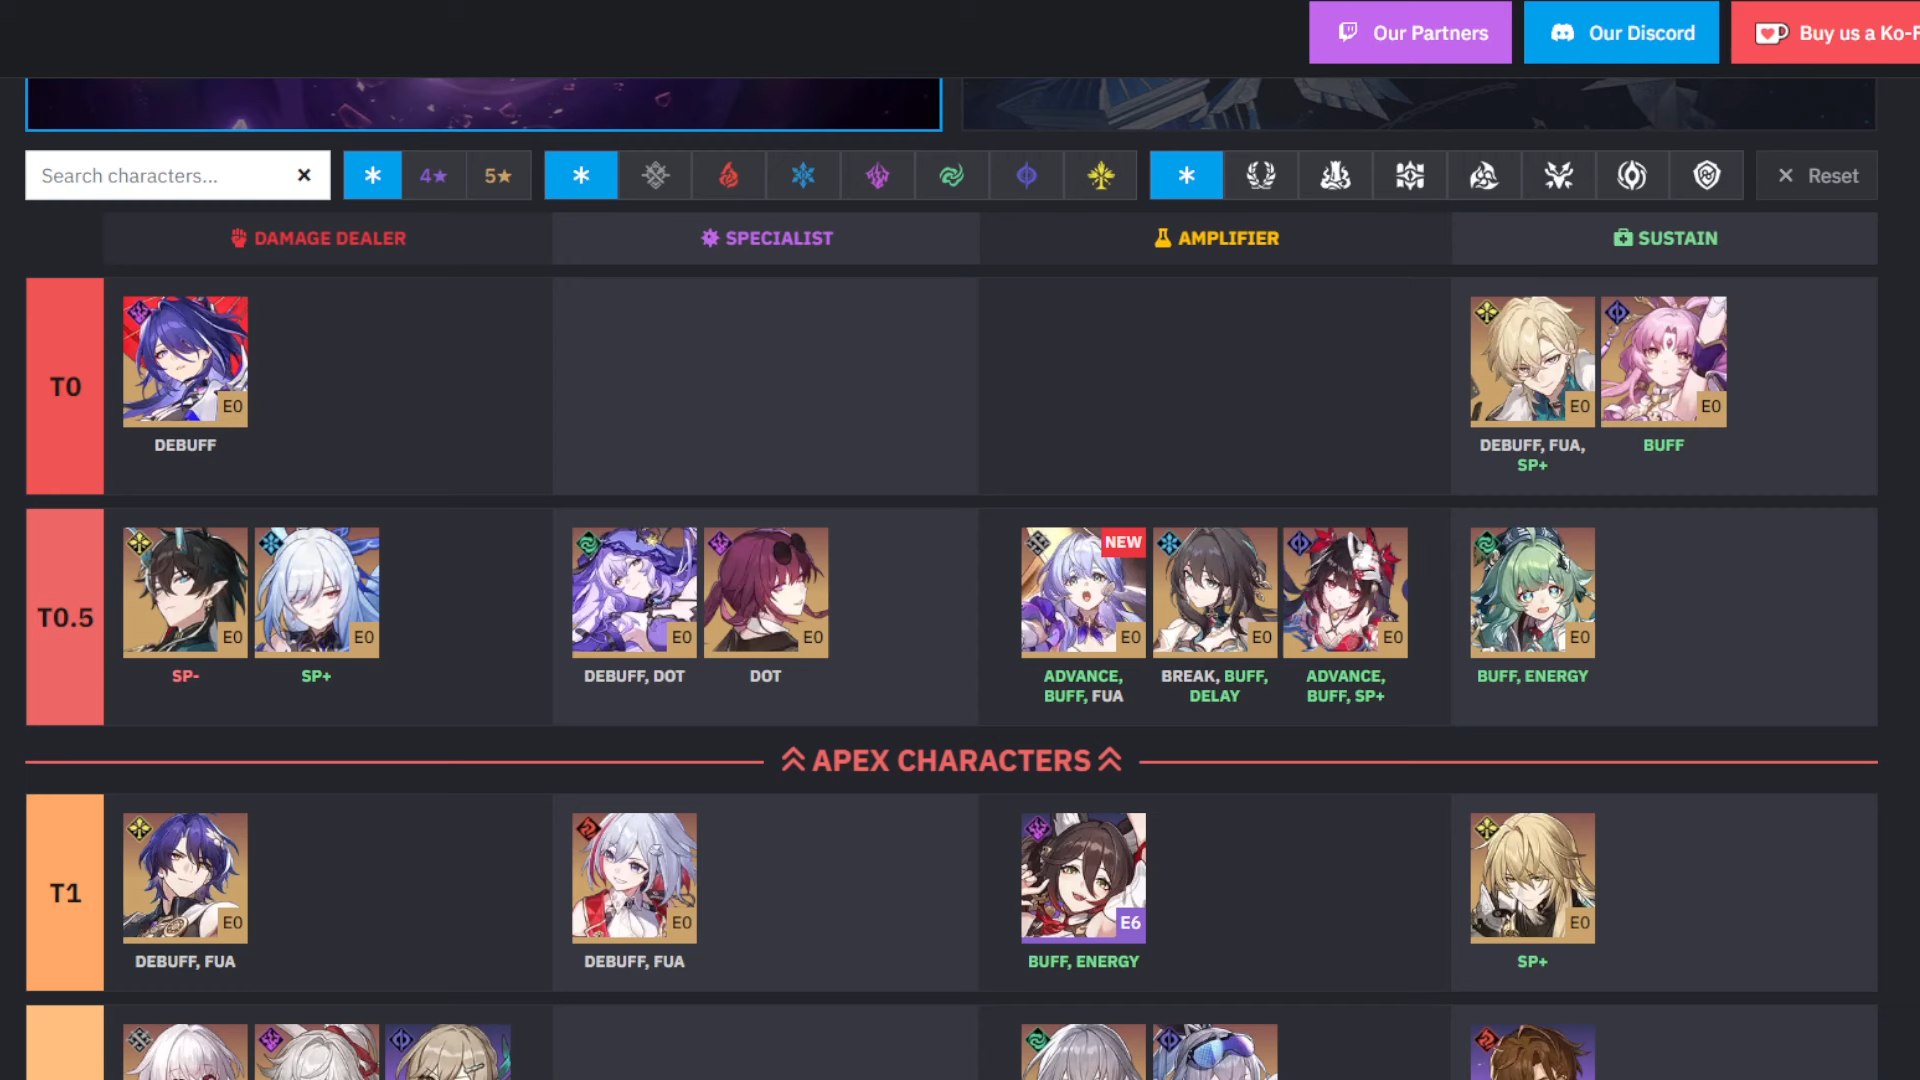 Our Partners
Our Discord
Buy us a Ko-F
Search characters...
4★
5★
Reset
DAMAGE DEALER
SPECIALIST
AMPLIFIER
SUSTAIN
T0
E0
DEBUFF
E0
DEBUFF, FUA,
SP+
E0
BUFF
T0.5
E0
SP-
E0
SP+
E0
DEBUFF, DOT
E0
DOT
NEW
E0
ADVANCE,
BUFF, FUA
E0
BREAK, BUFF,
DELAY
E0
ADVANCE,
BUFF, SP+
E0
BUFF, ENERGY
APEX CHARACTERS
T1
E0
DEBUFF, FUA
E0
DEBUFF, FUA
E6
BUFF, ENERGY
E0
SP+